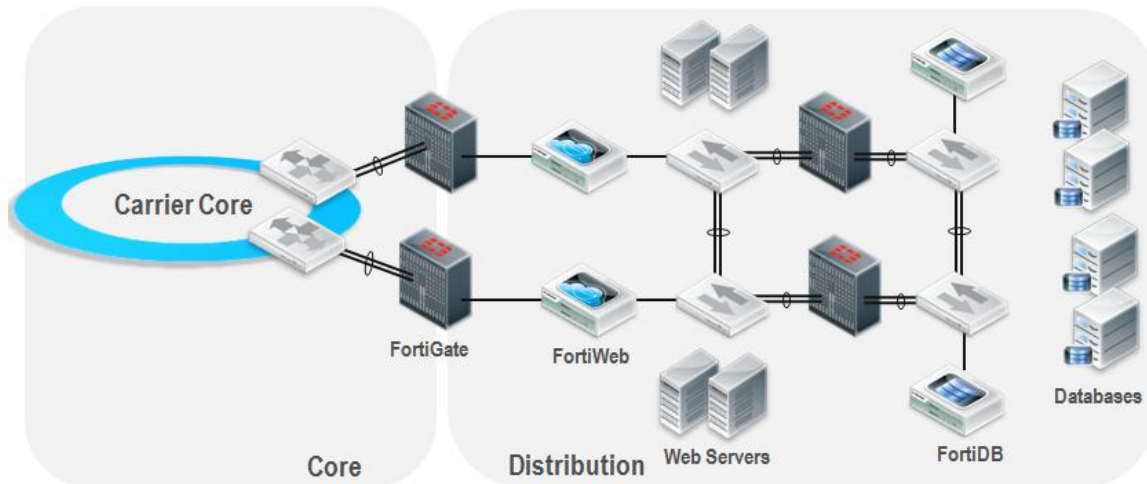 Carrier Core
FortiGate
FortiWeb
Web Servers
FortiDB
Databases
Core
Distribution